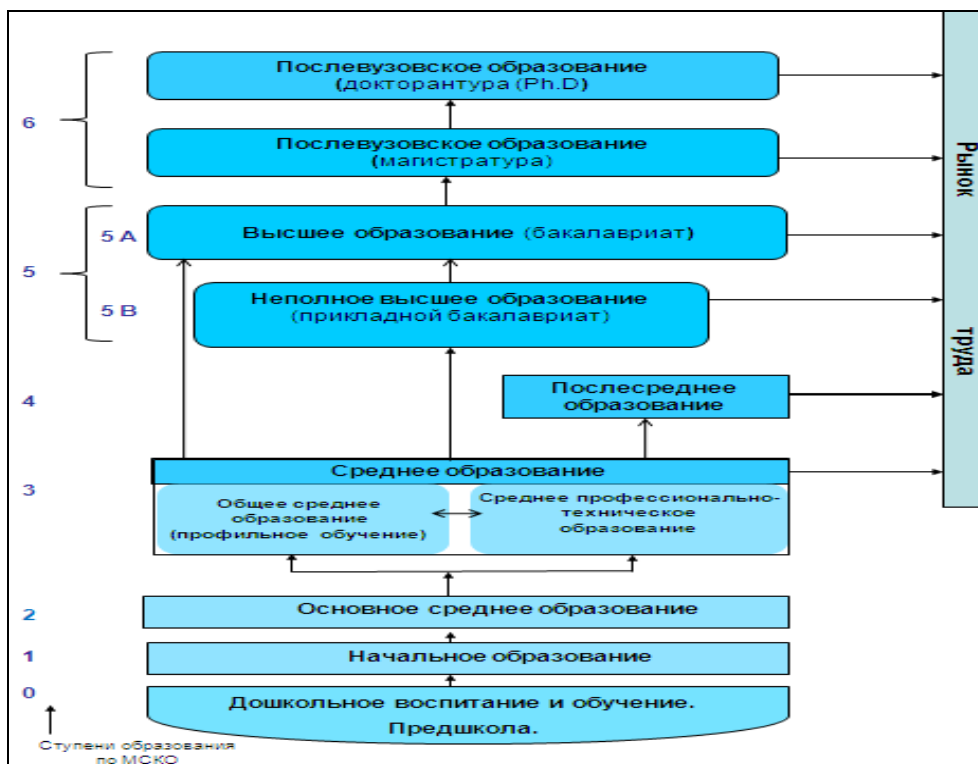 Послевузовское образование
(докторантура (Ph.D)
6
Послевузовское образование
(магистратура)
5 А
Высшее образование (бакалавриат)
5
Неполное высшее образование
(прикладной бакалавриат)
5 В
4
Послесреднее
образование
Среднее образование
3
Общее среднее
образование
(профильное обучение)
Среднее профессионально-
техническое
образование
2
Основное среднее образование
1
Начальное образование
0
Дошкольное воспитание и обучение.
Предшкола.
Ступени образования
по МСКО
Рынок
труда